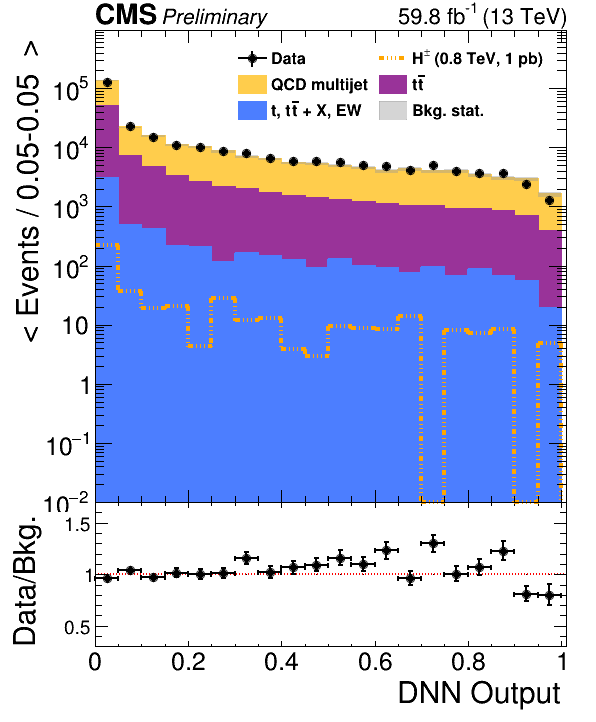 CMS Preliminary 59.8 fb⁻¹ (13 TeV)
< Events / 0.05-0.05 >
Data
H± (0.8 TeV, 1 pb)
QCD multijet
tt̅
t, tt̅ + X, EW
Bkg. stat.
10⁵
10⁴
10³
10²
10
1
10⁻¹
10⁻²
Data/Bkg.
1.5
1
0.5
0 0.2 0.4 0.6 0.8 1
DNN Output